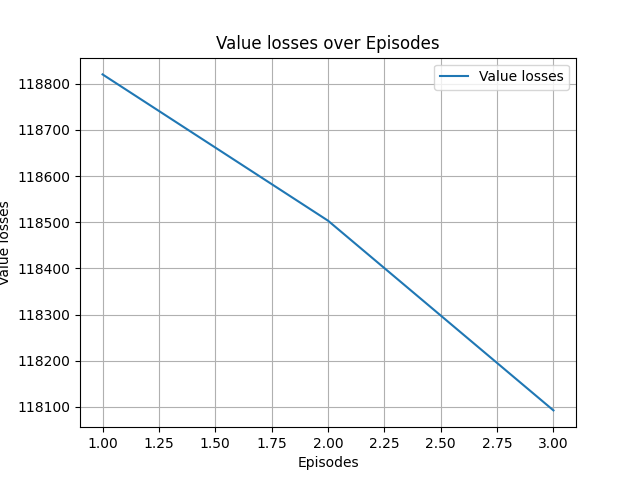 Value losses over Episodes
Value losses
118800
118700
118600
118500
118400
118300
118200
118100
Value losses
1.00 1.25 1.50 1.75 2.00 2.25 2.50 2.75 3.00
Episodes